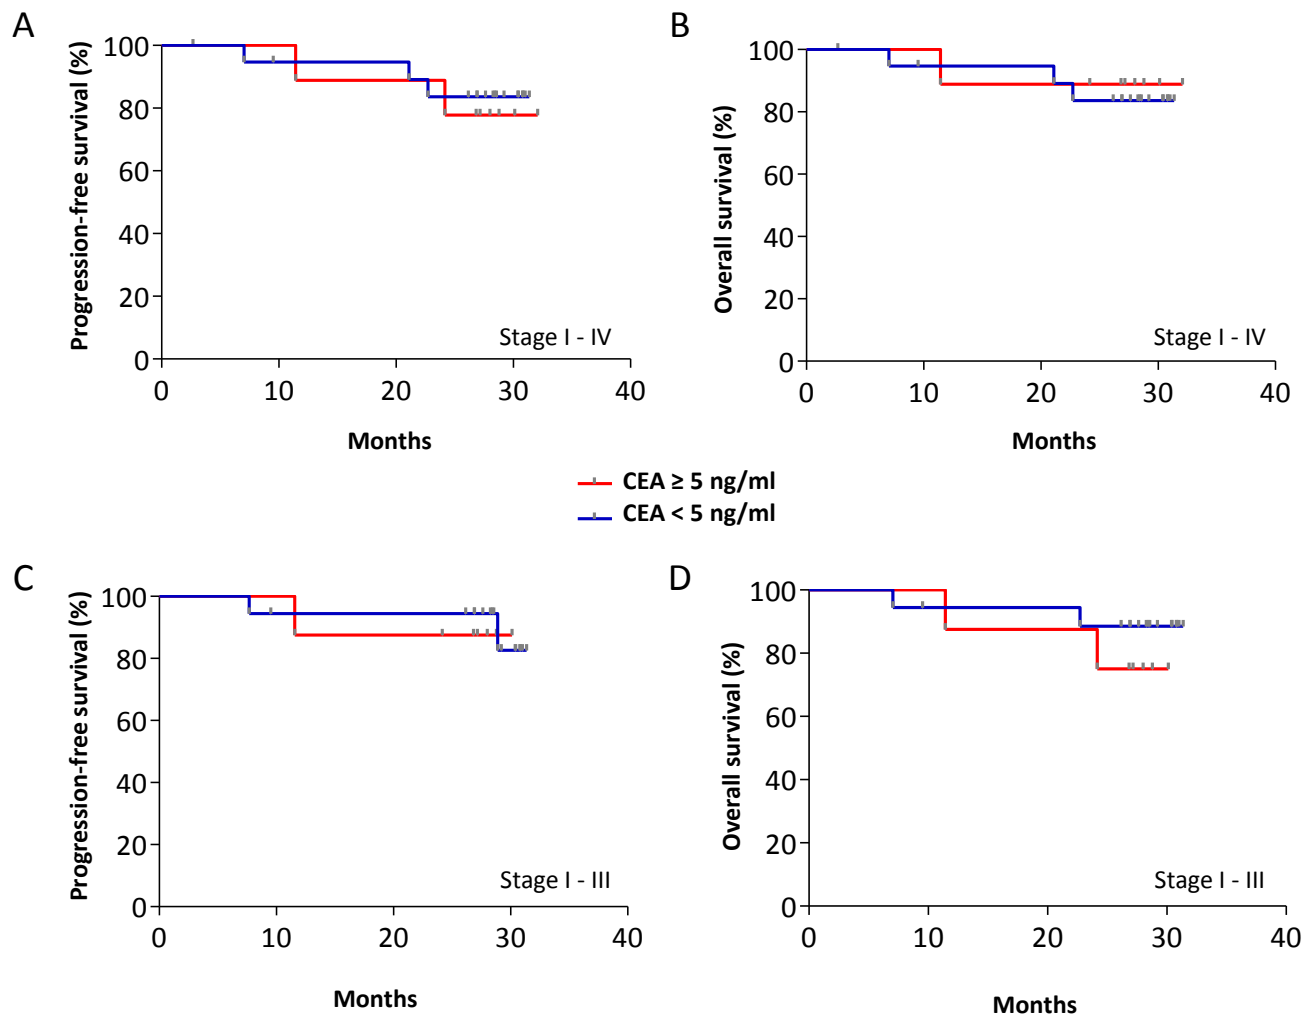 A
Progression-free survival (%)
100
80
60
40
20
0
0 10 20 30 40
Months
Stage I - IV
B
Overall survival (%)
100
80
60
40
20
0
0 10 20 30 40
Months
Stage I - IV
CEA ≥ 5 ng/ml
CEA < 5 ng/ml
C
Progression-free survival (%)
100
80
60
40
20
0
0 10 20 30 40
Months
Stage I - III
D
Overall survival (%)
100
80
60
40
20
0
0 10 20 30 40
Months
Stage I - III